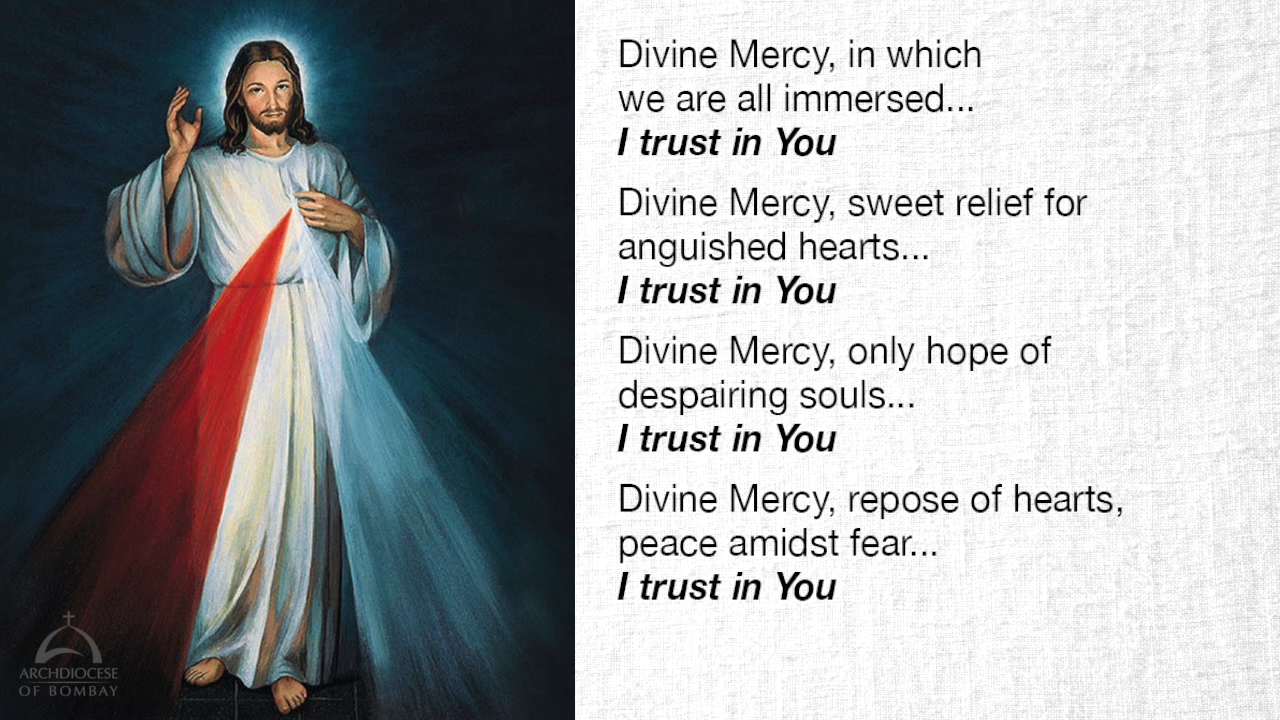 Divine Mercy, in which
we are all immersed...
I trust in You
Divine Mercy, sweet relief for
anguished hearts...
I trust in You
Divine Mercy, only hope of
despairing souls...
I trust in You
Divine Mercy, repose of hearts,
peace amidst fear...
I trust in You
ARCHDIOCESE
OF BOMBAY